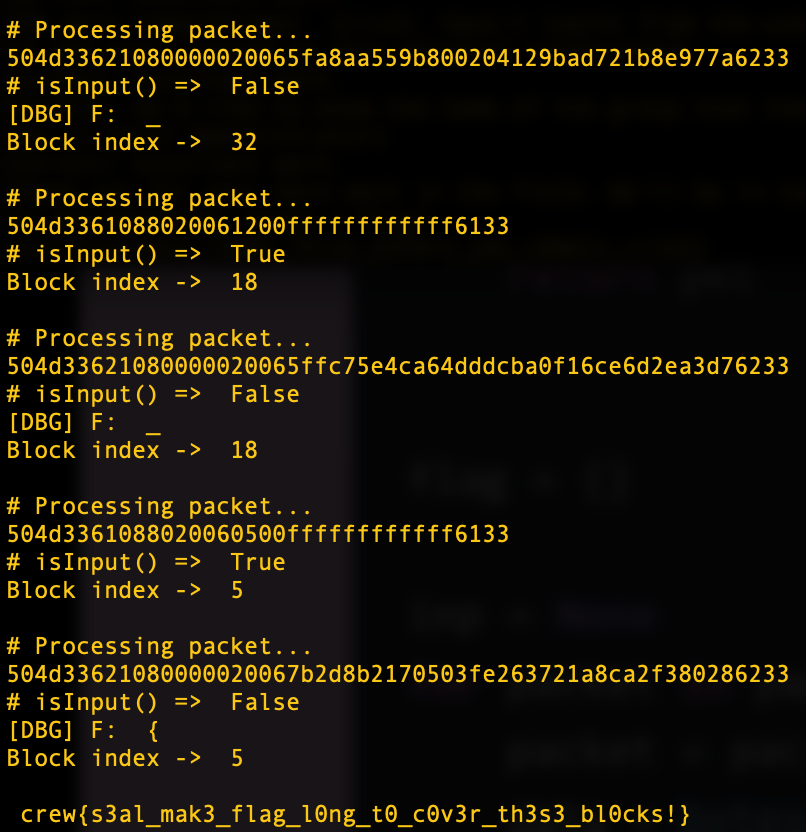 # Processing packet...
504d33621080000020065fa8aa559b800204129bad721b8e977a6233
# isInput() =>  False
[DBG] F:  _
Block index ->  32
# Processing packet...
504d3361088020061200ffffffffffff6133
# isInput() =>  True
Block index ->  18
# Processing packet...
504d33621080000020065ffc75e4ca64dddcba0f16ce6d2ea3d76233
# isInput() =>  False
[DBG] F:  _
Block index ->  18
# Processing packet...
504d3361088020060500ffffffffffff6133
# isInput() =>  True
Block index ->  5
# Processing packet...
504d33621080000020067b2d8b2170503fe263721a8ca2f380286233
# isInput() =>  False
[DBG] F:  {
Block index ->  5
crew{s3al_mak3_flag_l0ng_t0_c0v3r_th3s3_bl0cks!}